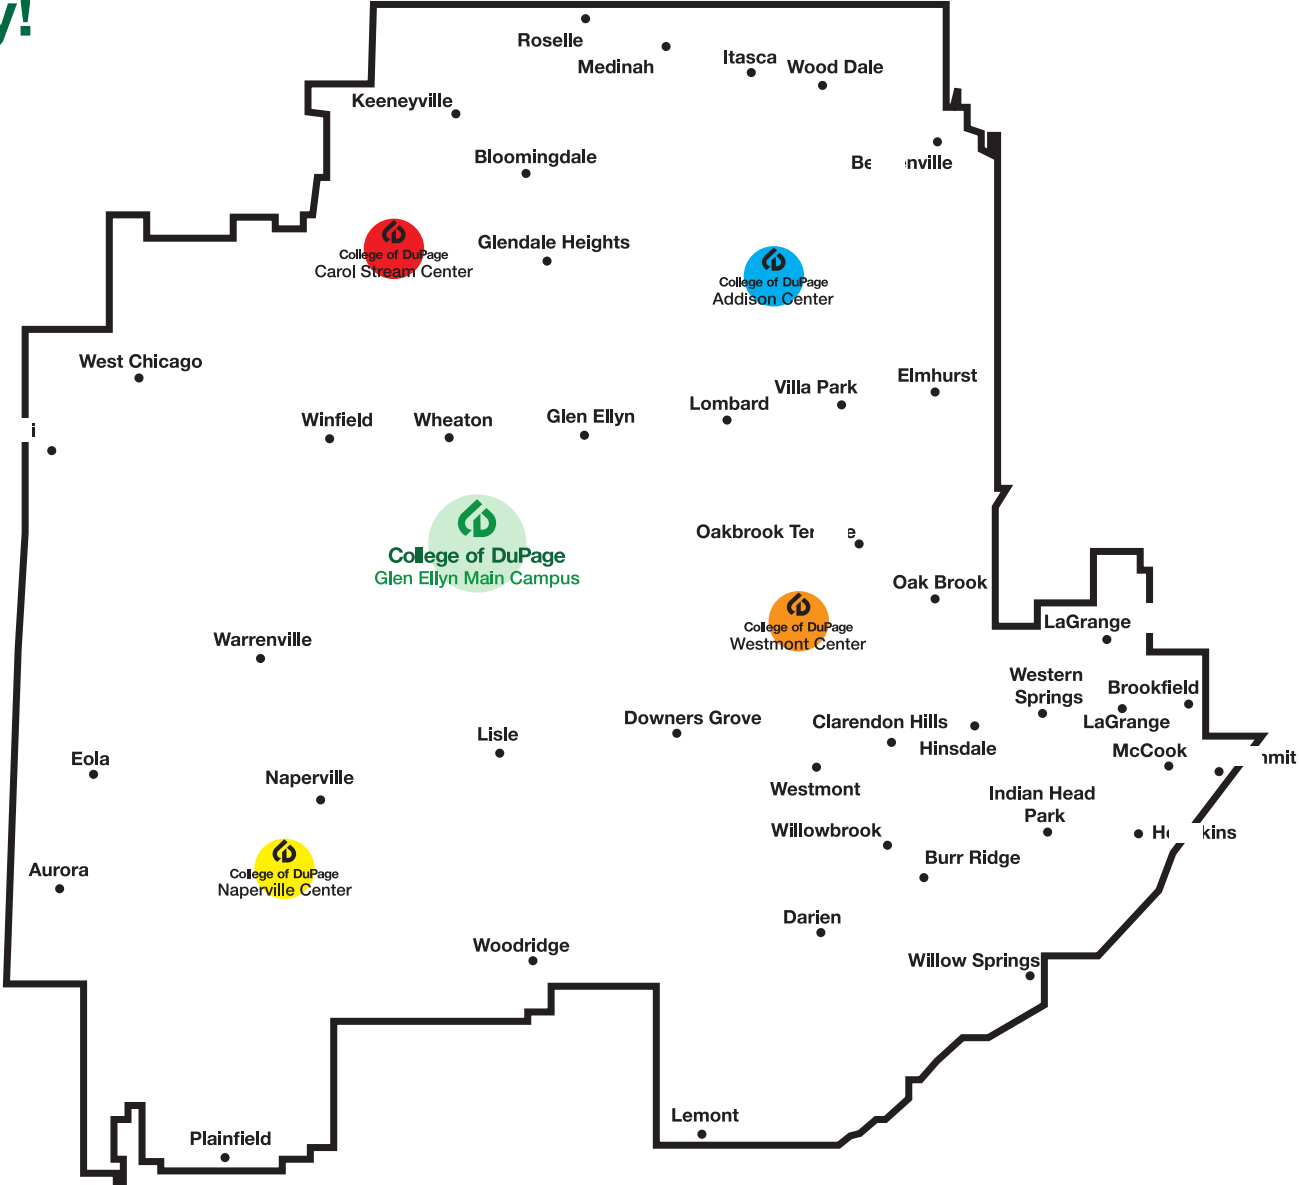 y!
Roselle
Medinah
Itasca
Wood Dale
Keeneyville
Bloomingdale
Glendale Heights
College of DuPage
Carol Stream Center
College of DuPage
Addison Center
West Chicago
Winfield
Wheaton
Glen Ellyn
Lombard
Villa Park
Elmhurst
College of DuPage
Glen Ellyn Main Campus
Oakbrook
Oak Brook
College of DuPage
Westmont Center
LaGrange
Warrenville
Western
Springs
Brookfield
LaGrange
Downers Grove
Clarendon Hills
Hinsdale
McCook
Lisle
Eola
Naperville
Westmont
Indian Head
Park
Willowbrook
Burr Ridge
College of DuPage
Naperville Center
Aurora
Darien
Woodridge
Willow Springs
Lemont
Plainfield